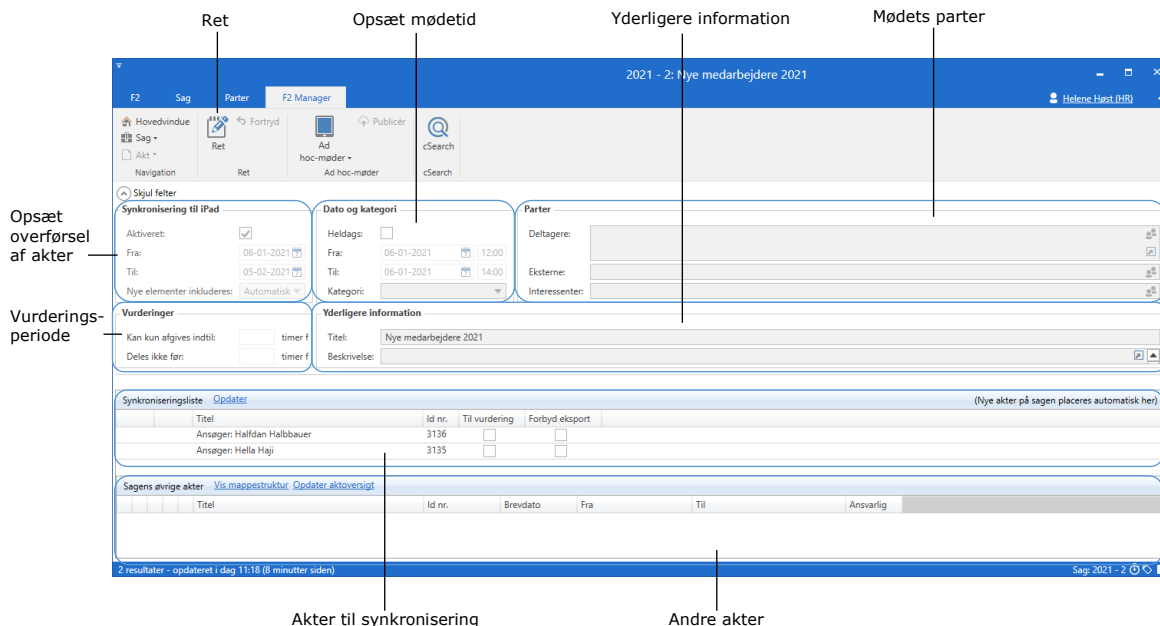 Ret
Opsæt mødetid
Yderligere information
Mødets parter
2021 - 2: Nye medarbejdere 2021
F2 Sag Parter F2 Manager
Helene Høst (HR)
Hovedvindue
Sag
Akt
Navigation
Ret
Fortryd
Ret
Ad
hoc-møder
Publicér
Ad hoc-møder
cSearch
cSearch
Skjul felter
Opsæt
overførsel
af akter
Synkronisering til iPad
Aktiveret:
Fra: 06-01-2021
Til: 05-02-2021
Nye elementer inkluderes: Automatisk
Dato og kategori
Heldags:
Fra: 06-01-2021 12:00
Til: 06-01-2021 14:00
Kategori:
Parter
Deltagere:
Eksterne:
Interessenter:
Vurderings-
periode
Vurderinger
Kan kun afgives indtil: timer f
Deles ikke før: timer f
Yderligere information
Titel: Nye medarbejdere 2021
Beskrivelse:
Synkroniseringsliste Opdater (Nye akter på sagen placeres automatisk her)
Titel Id nr. Til vurdering Forbyd eksport
Ansøger: Halfdan Halbbauer 3136
Ansøger: Hella Haji 3135
Sagens øvrige akter Vis mappestruktur Opdater aktoversigt
Titel Id nr. Brevdato Fra Til Ansvarlig
2 resultater - opdateret i dag 11:18 (8 minutter siden) Sag: 2021 - 2
Akter til synkronisering
Andre akter